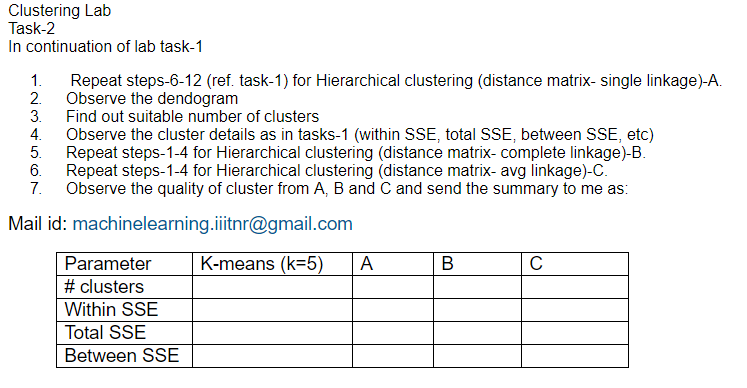 Clustering Lab
Task-2
In continuation of lab task-1
1. Repeat steps-6-12 (ref. task-1) for Hierarchical clustering (distance matrix- single linkage)-A.
2. Observe the dendogram
3. Find out suitable number of clusters
4. Observe the cluster details as in tasks-1 (within SSE, total SSE, between SSE, etc)
5. Repeat steps-1-4 for Hierarchical clustering (distance matrix- complete linkage)-B.
6. Repeat steps-1-4 for Hierarchical clustering (distance matrix- avg linkage)-C.
7. Observe the quality of cluster from A, B and C and send the summary to me as:
Mail id: machinelearning.iiitnr@gmail.com
Parameter K-means (k=5) A B C
# clusters
Within SSE
Total SSE
Between SSE